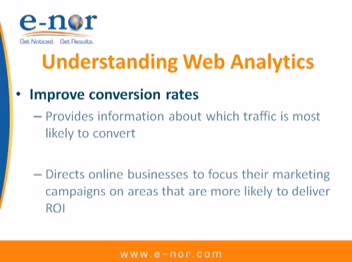 e-nor
Get Noticed. Get Results.
Understanding Web Analytics
• Improve conversion rates
– Provides information about which traffic is most
likely to convert
– Directs online businesses to focus their marketing
campaigns on areas that are more likely to deliver
ROI
www.e-nor.com